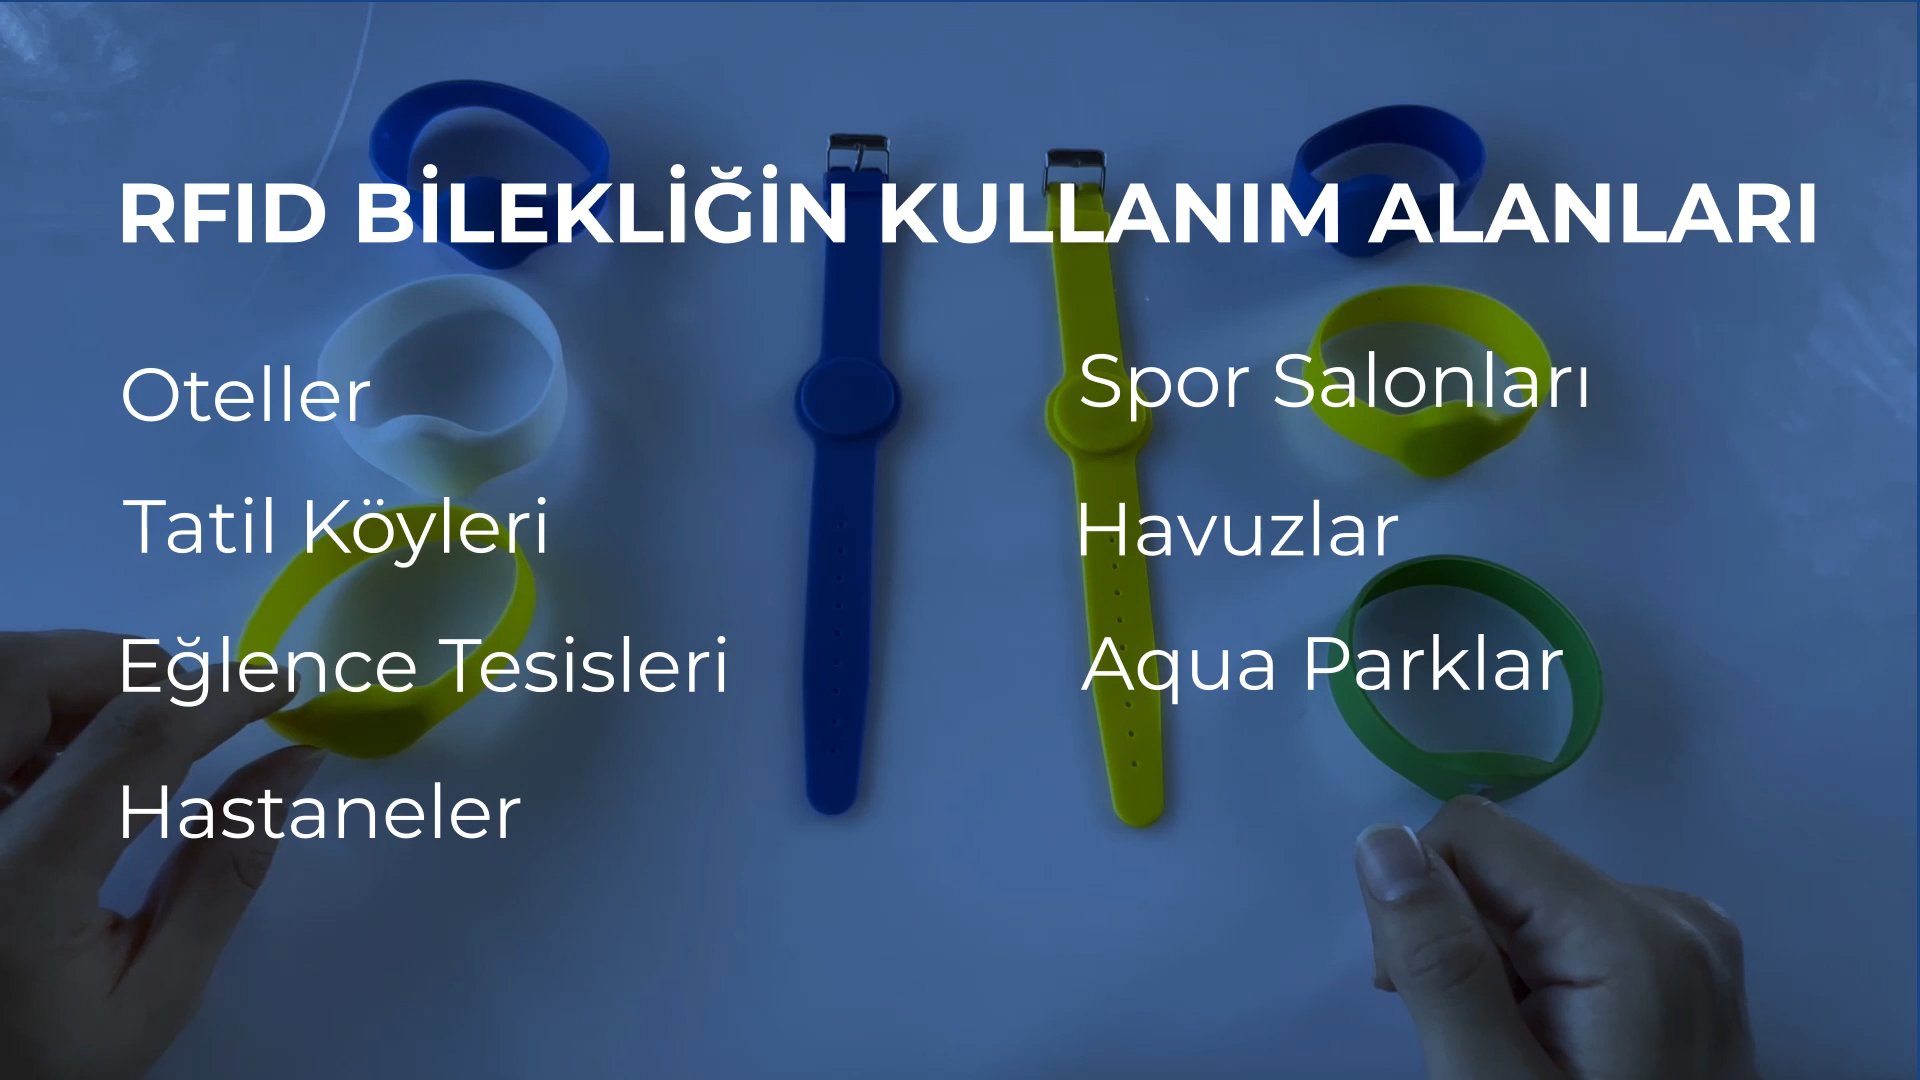 RFID BİLEKLİĞİN KULLANIM ALANLARI
Oteller
Tatil Köyleri
Eğlence Tesisleri
Hastaneler
Spor Salonları
Havuzlar
Aqua Parklar